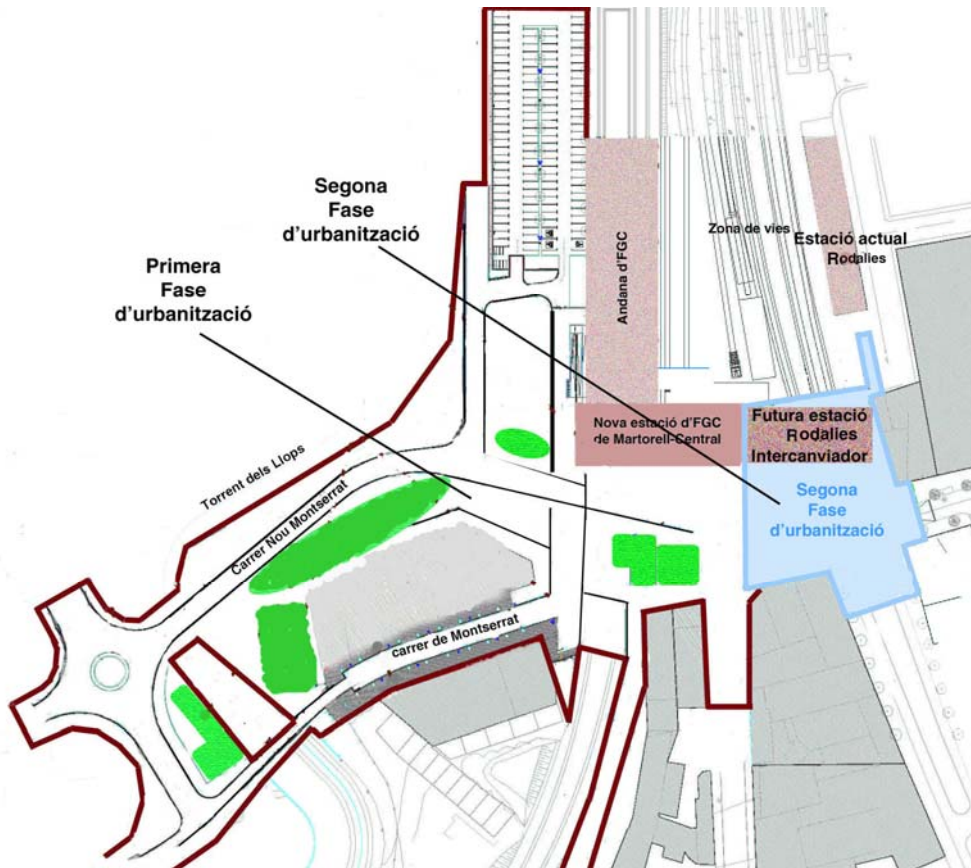 Segona
Fase
d'urbanització
Primera
Fase
d'urbanització
Andana d'FGC
Zona de vies
Estació actual
Rodalies
Nova estació d'FGC
de Martorell-Central
Futura estació
Rodalies
Intercanviador
Segona
Fase
d'urbanització
Torrent dels Llops
Carrer Nou Montserrat
carrer de Montserrat